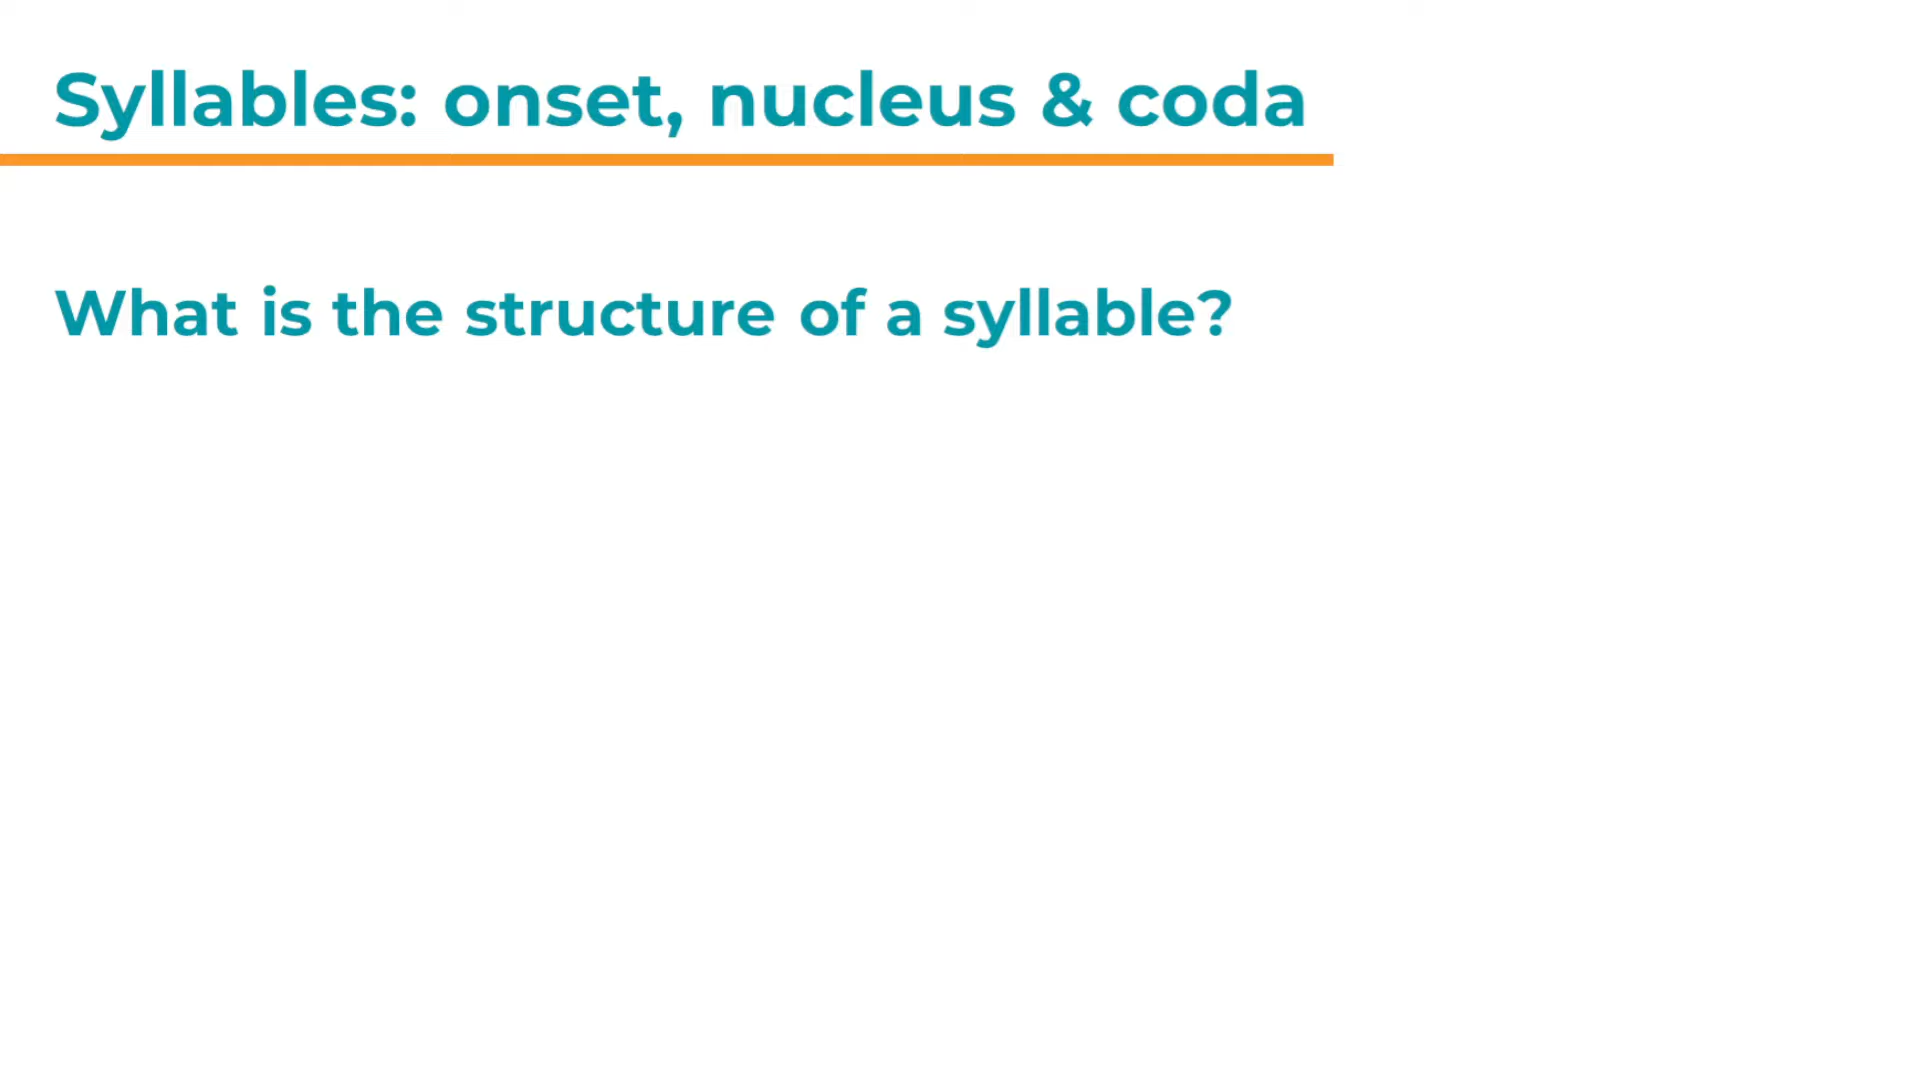 Syllables: onset, nucleus & coda
What is the structure of a syllable?